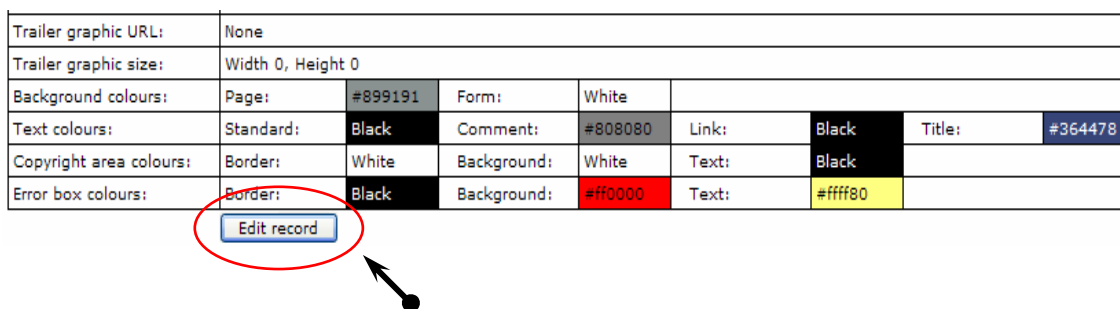 Trailer graphic URL: None
Trailer graphic size: Width 0, Height 0
Background colours: Page: #899191 Form: White
Text colours: Standard: Black Comment: #808080 Link: Black Title: #364478
Copyright area colours: Border: White Background: White Text: Black
Error box colours: Border: Black Background: #ff0000 Text: #ffff80
Edit record